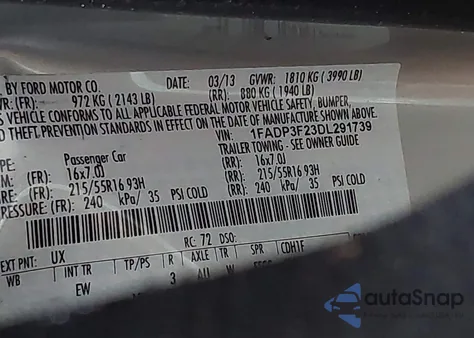 . BY FORD MOTOR CO. DATE: 03/13 GVWR: 1810 KG ( 3990 LB)
WR: (FR): 972 KG ( 2143 LB) (RR): 880 KG ( 1940 LB)
VEHICLE CONFORMS TO ALL APPLICABLE FEDERAL MOTOR VEHICLE SAFETY, BUMPER,
THEFT PREVENTION STANDARDS IN EFFECT ON THE DATE OF MANUFACTURE SHOWN ABOVE
1FADP3F23DL291739
PE: Passenger Car TRAILER TOWING - SEE OWNER GUIDE
M: (FR): 16x7.0J (RR): 16x7.0J
(FR): 215/55R16 93H (RR): 215/55R16 93H
RESSURE: (FR): 240 kPa/ 35 PSI COLD (RR): 240 kPa/ 35 PSI COLD
RC: 72 DSO:
EXT PNT: UX
WB INT TR TP/PS R AXLE TR SPR CDH1F
EW 3 W
autoSnap